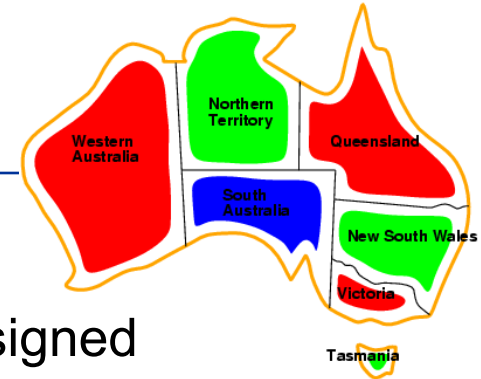 Northern
Territory
Western
Australia
Queensland
South
Australia
New South Wales
Victoria
signed
Tasmania